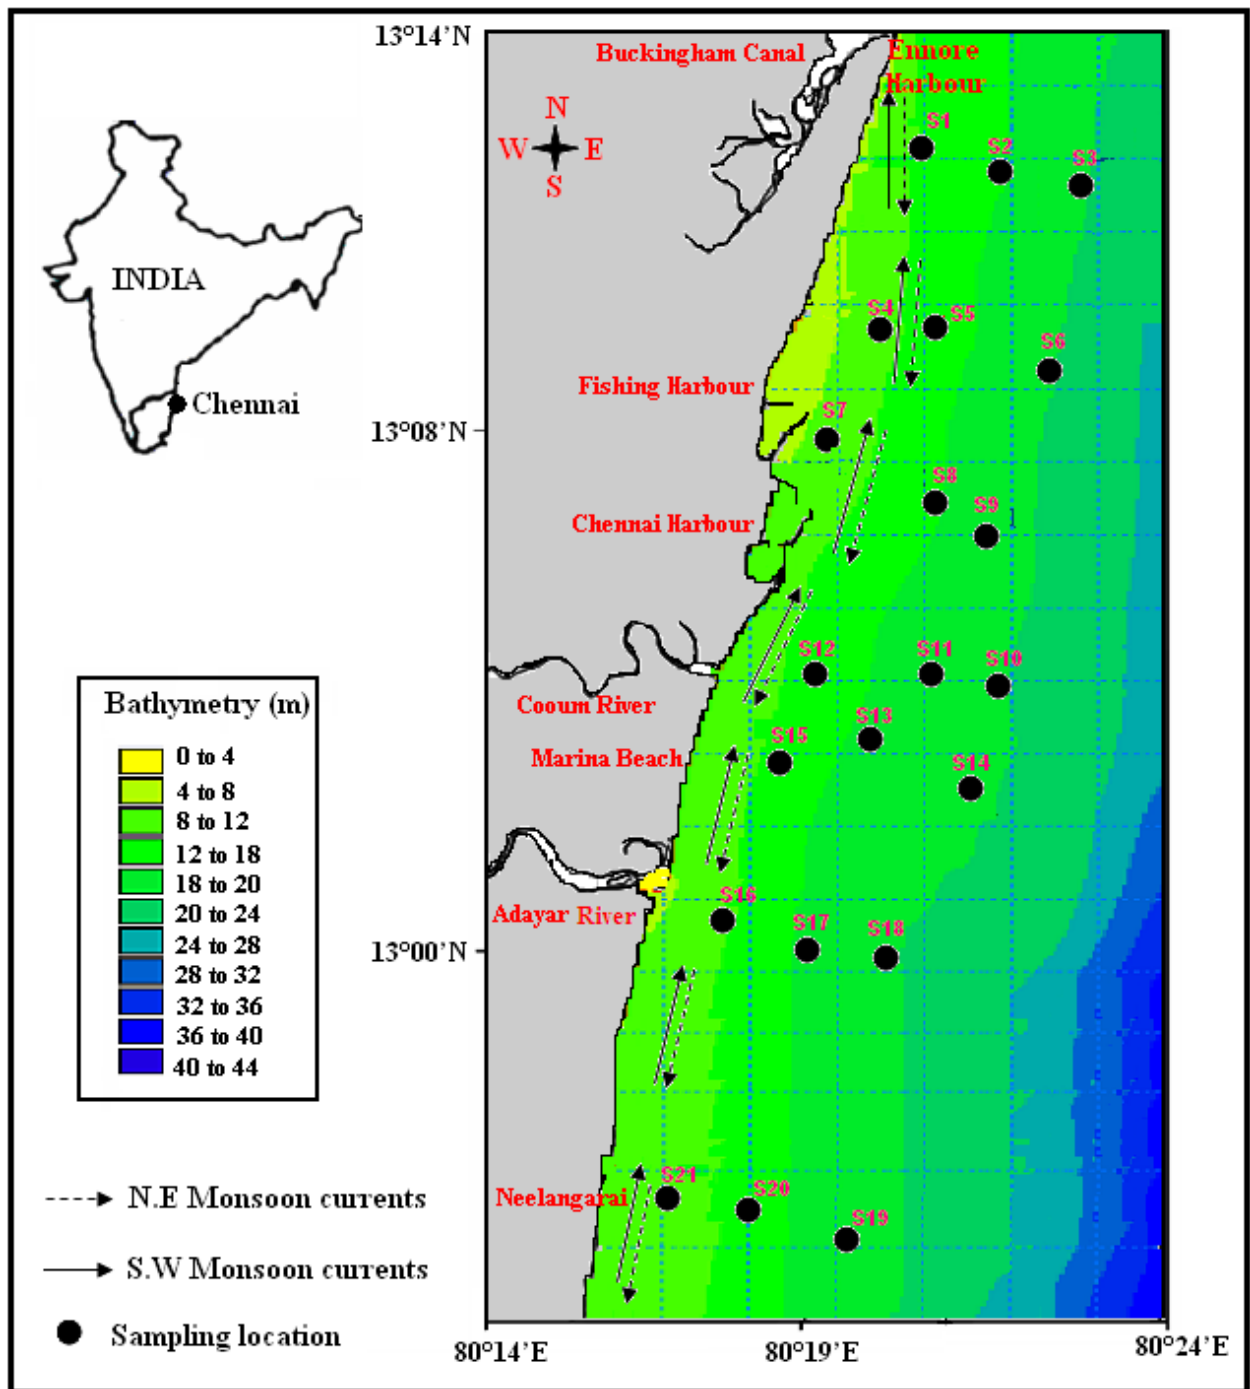 13°14'N
Buckingham Canal
Ennore
Harbour
N
W E
S
S1
S2
S3
INDIA
Chennai
S4
S5
S6
Fishing Harbour
S7
13°08'N
S8
S9
Chennai Harbour
S12
S11
S10
Cooum River
S13
Marina Beach
S15
S14
Bathymetry (m)
0 to 4
4 to 8
8 to 12
12 to 18
18 to 20
20 to 24
24 to 28
28 to 32
32 to 36
36 to 40
40 to 44
Adayar River
S16
S17
S18
13°00'N
Neelangarai
S21
S20
S19
N.E Monsoon currents
S.W Monsoon currents
Sampling location
80°14'E
80°19'E
80°24'E